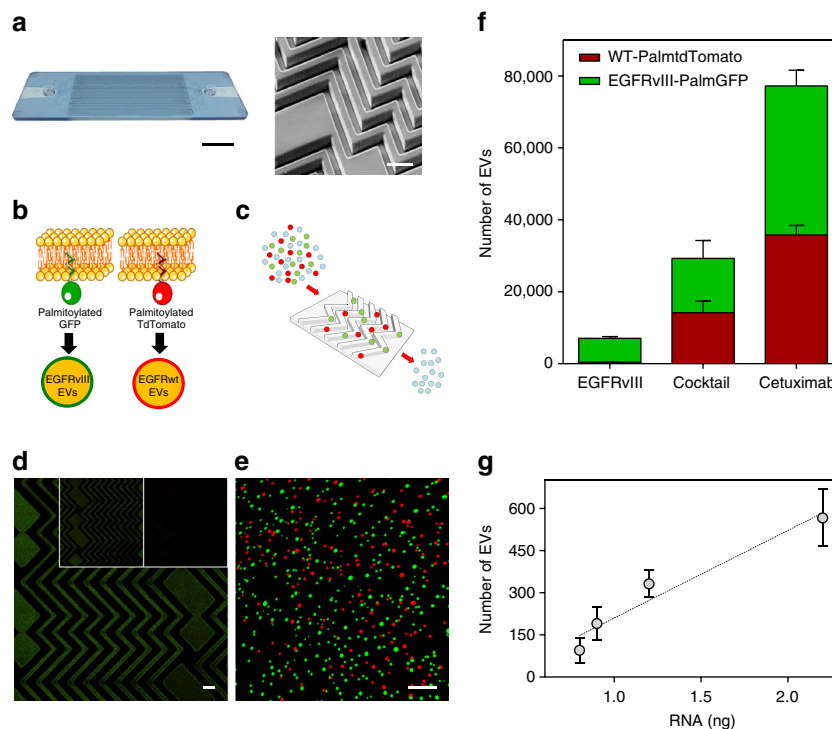 a
b
Palmitoylated
GFP
Palmitoylated
TdTomato
EGFRvIII
EVs
EGFRwt
EVs
c
d
e
f
WT-PalmtdTomato
EGFRvIII-PalmGFP
Number of EVs
80,000
60,000
40,000
20,000
0
EGFRvIII
Cocktail
Cetuximab
g
Number of EVs
600
450
300
150
0
1.0
1.5
2.0
RNA (ng)